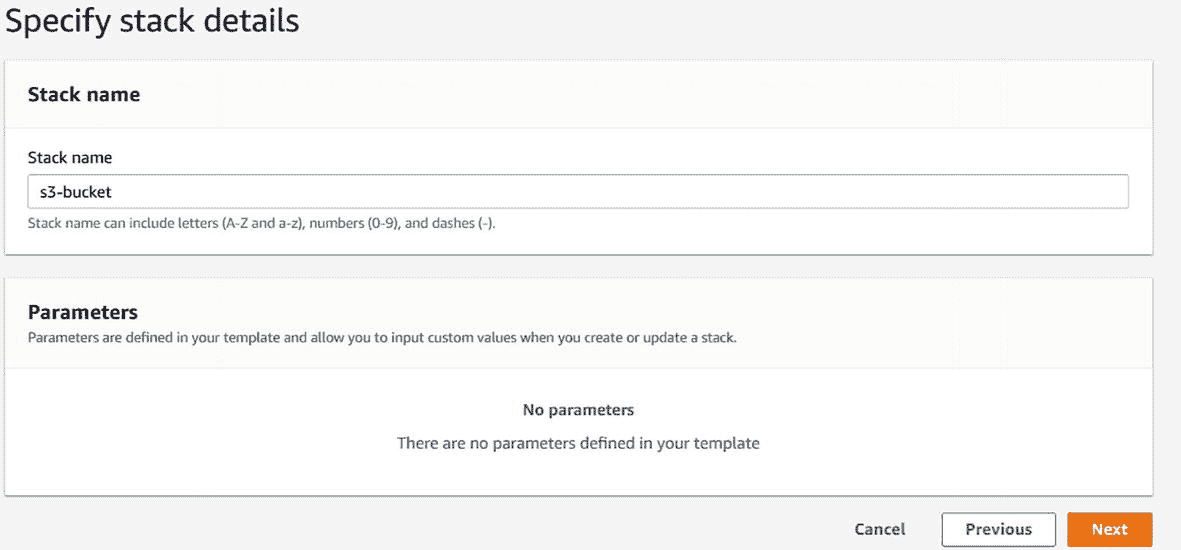 Specify stack details
Stack name
Stack name
s3-bucket
Stack name can include letters (A-Z and a-z), numbers (0-9), and dashes (-).
Parameters
Parameters are defined in your template and allow you to input custom values when you create or update a stack.
No parameters
There are no parameters defined in your template
Cancel Previous Next